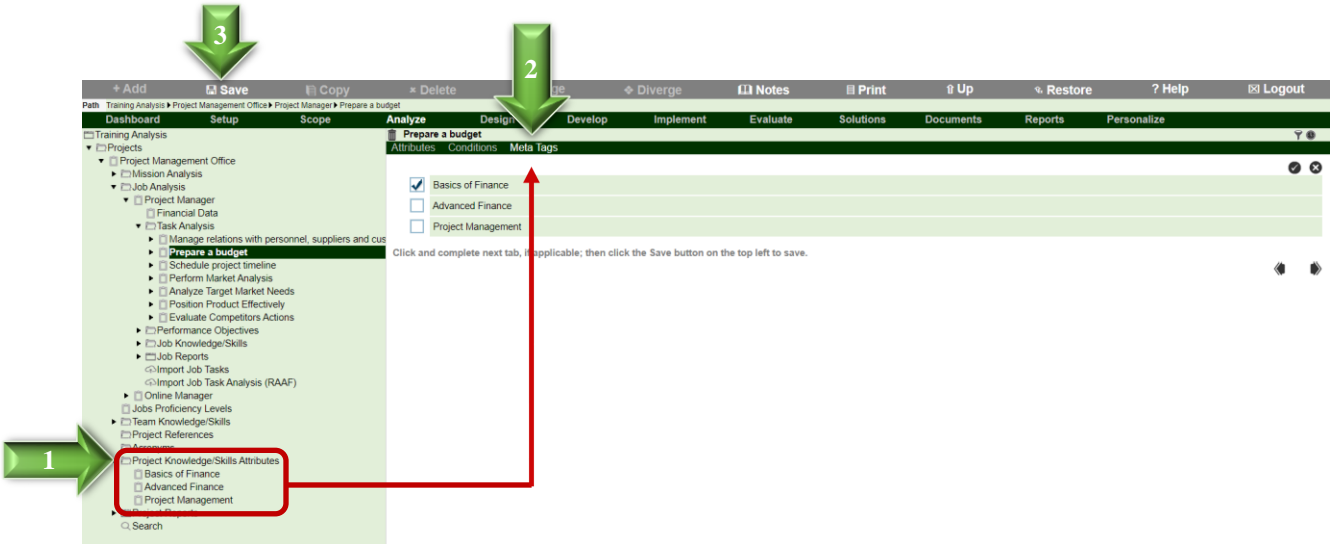 3
2
+ Add Save Copy × Delete ge Diverge Notes Print Up Restore ? Help Logout
Path Training Analysis Project Management Office Project Manager Prepare a budget
Dashboard Setup Scope Analyze Design Develop Implement Evaluate Solutions Documents Reports Personalize
Training Analysis
Projects
Project Management Office
Mission Analysis
Job Analysis
Project Manager
Financial Data
Task Analysis
Manage relations with personnel, suppliers and cus
Prepare a budget
Schedule project timeline
Perform Market Analysis
Analyze Target Market Needs
Position Product Effectively
Evaluate Competitors Actions
Performance Objectives
Job Knowledge/Skills
Job Reports
Import Job Tasks
Import Job Task Analysis (RAAF)
Online Manager
Jobs Proficiency Levels
Team Knowledge/Skills
Project References
Acronyms
Project Knowledge/Skills Attributes
Basics of Finance
Advanced Finance
Project Management
Project Reports
Search
1
Prepare a budget
Attributes Conditions Meta Tags
Basics of Finance
Advanced Finance
Project Management
Click and complete next tab, if applicable; then click the Save button on the top left to save.